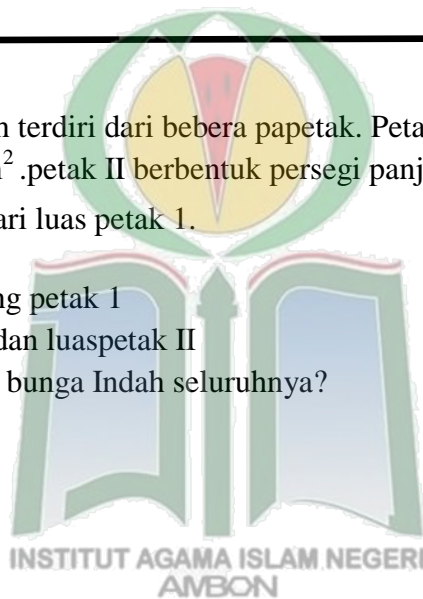 n terdiri dari bebera papetak. Peta
² .petak II berbentuk persegi panj
ari luas petak 1.
ng petak 1
dan luaspetak II
bunga Indah seluruhnya?
INSTITUT AGAMA ISLAM NEGERI
AMBON